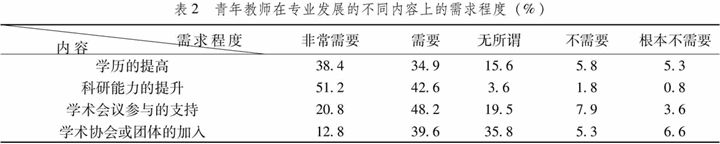 表2 青年教师在专业发展的不同内容上的需求程度(%)
需求程度 非常需要 需要 无所谓 不需要 根本不需要
内容
学历的提高 38.4 34.9 15.6 5.8 5.3
科研能力的提升 51.2 42.6 3.6 1.8 0.8
学术会议参与的支持 20.8 48.2 19.5 7.9 3.6
学术协会或团体的加入 12.8 39.6 35.8 5.3 6.6